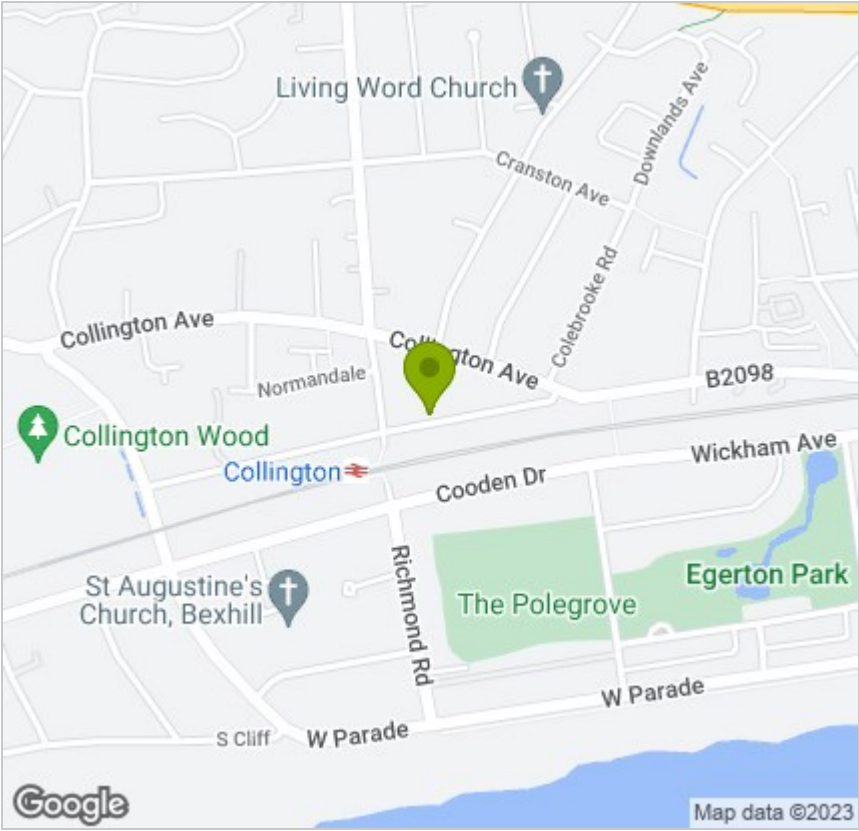 Living Word Church
Downlands Ave
Cranston Ave
Colebrooke Rd
Collington Ave
Collington Ave
Normandale
B2098
Collington Wood
Collington
Wickham Ave
Cooden Dr
Richmond Rd
St Augustine's
Church, Bexhill
The Polegrove
Egerton Park
W Parade
S Cliff
W Parade
Google
Map data ©2023